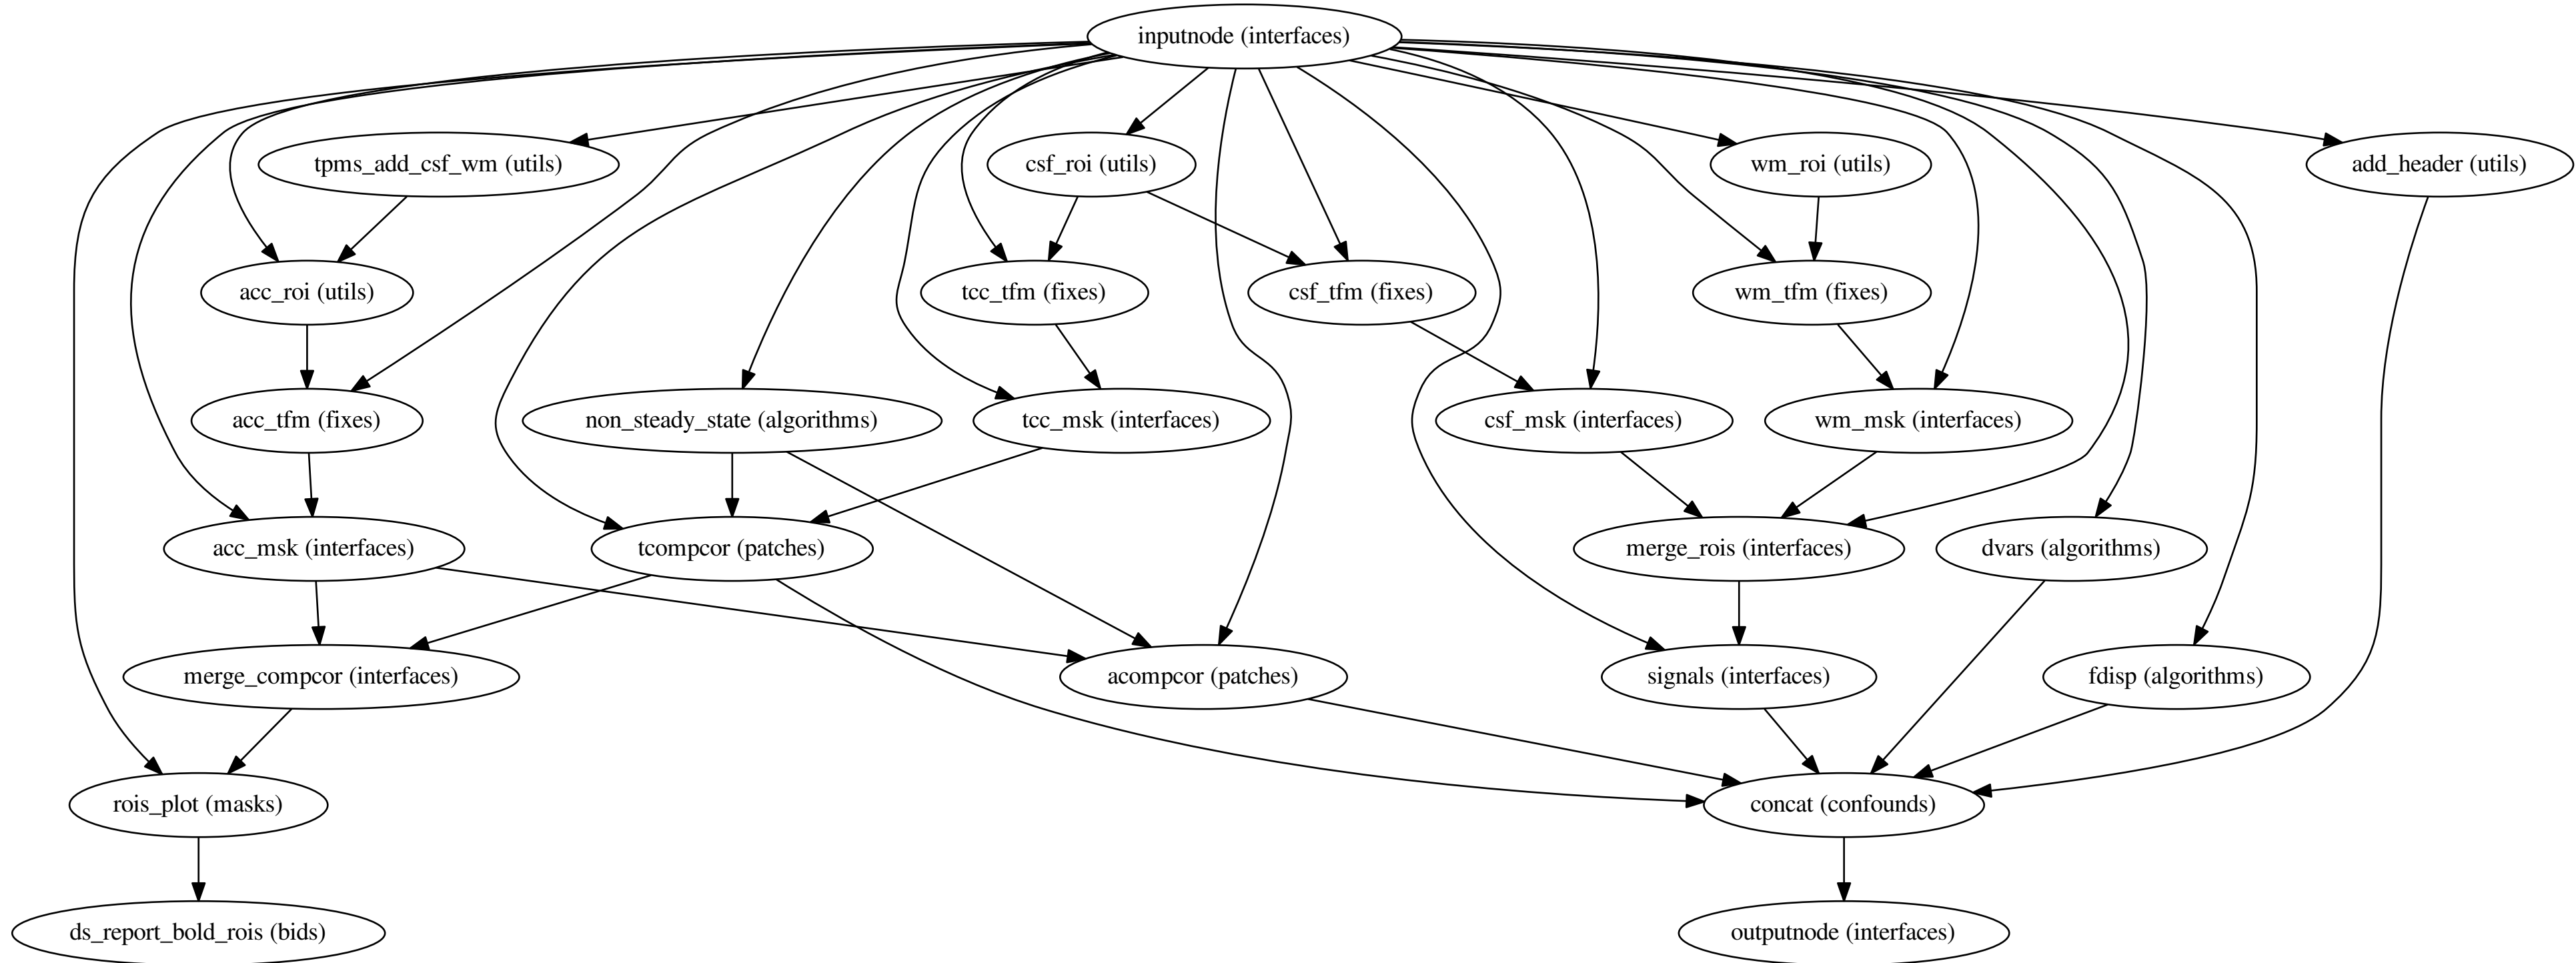 inputnode (interfaces)
tpms_add_csf_wm (utils)
csf_roi (utils)
wm_roi (utils)
add_header (utils)
acc_roi (utils)
tcc_tfm (fixes)
csf_tfm (fixes)
wm_tfm (fixes)
acc_tfm (fixes)
non_steady_state (algorithms)
tcc_msk (interfaces)
csf_msk (interfaces)
wm_msk (interfaces)
acc_msk (interfaces)
tcompcor (patches)
merge_rois (interfaces)
dvars (algorithms)
merge_compcor (interfaces)
acompcor (patches)
signals (interfaces)
fdisp (algorithms)
rois_plot (masks)
concat (confounds)
ds_report_bold_rois (bids)
outputnode (interfaces)